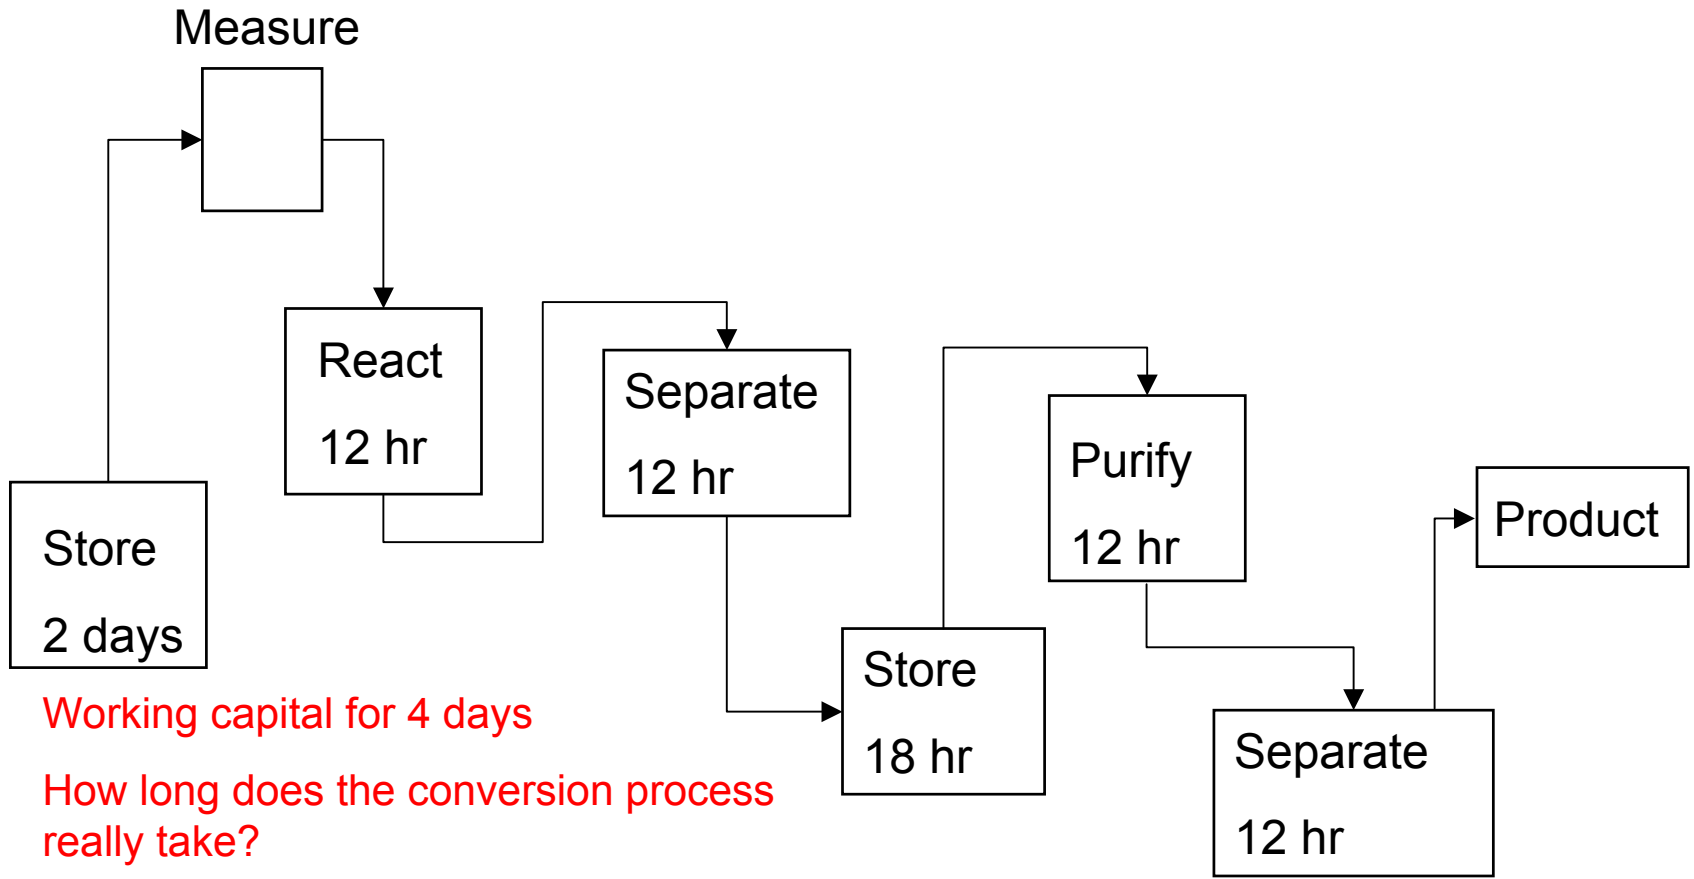 Measure
React
12 hr
Separate
12 hr
Purify
12 hr
Product
Store
2 days
Store
18 hr
Separate
12 hr
Working capital for 4 days
How long does the conversion process
really take?